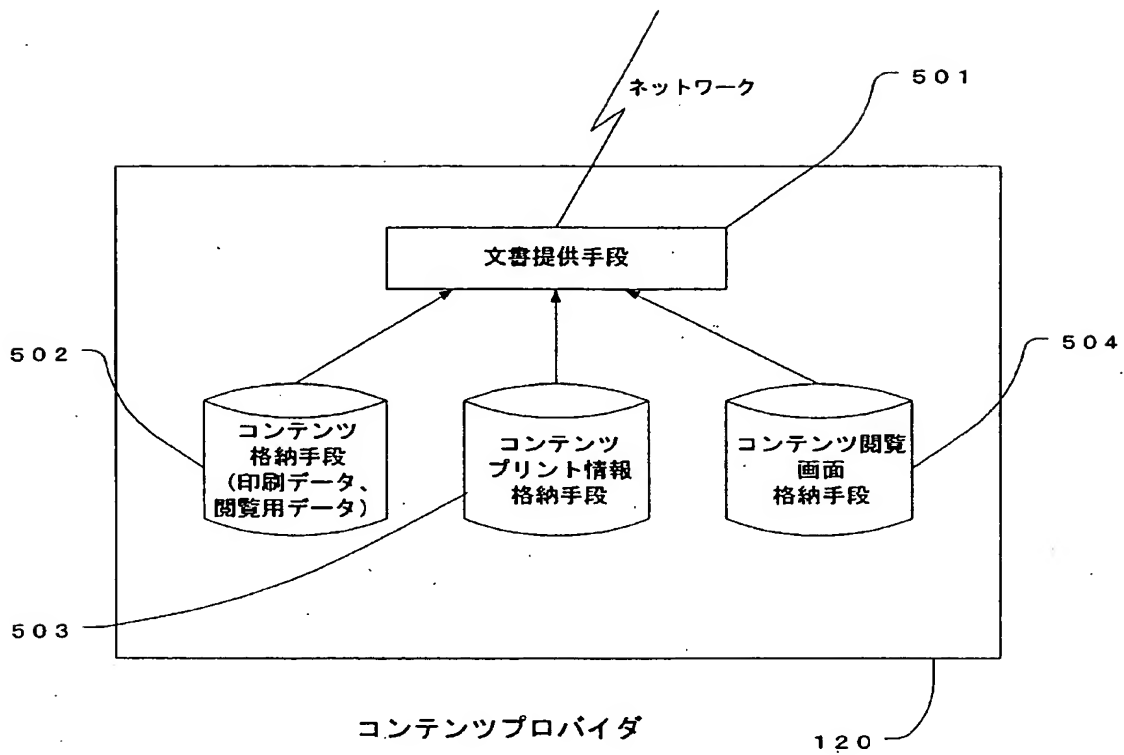 ネットワーク
501
文書提供手段
502
504
コンテンツ
格納手段
(印刷データ、
閲覧用データ)
コンテンツ
プリント情報
格納手段
コンテンツ閲覧
画面
格納手段
503
コンテンツプロバイダ
120